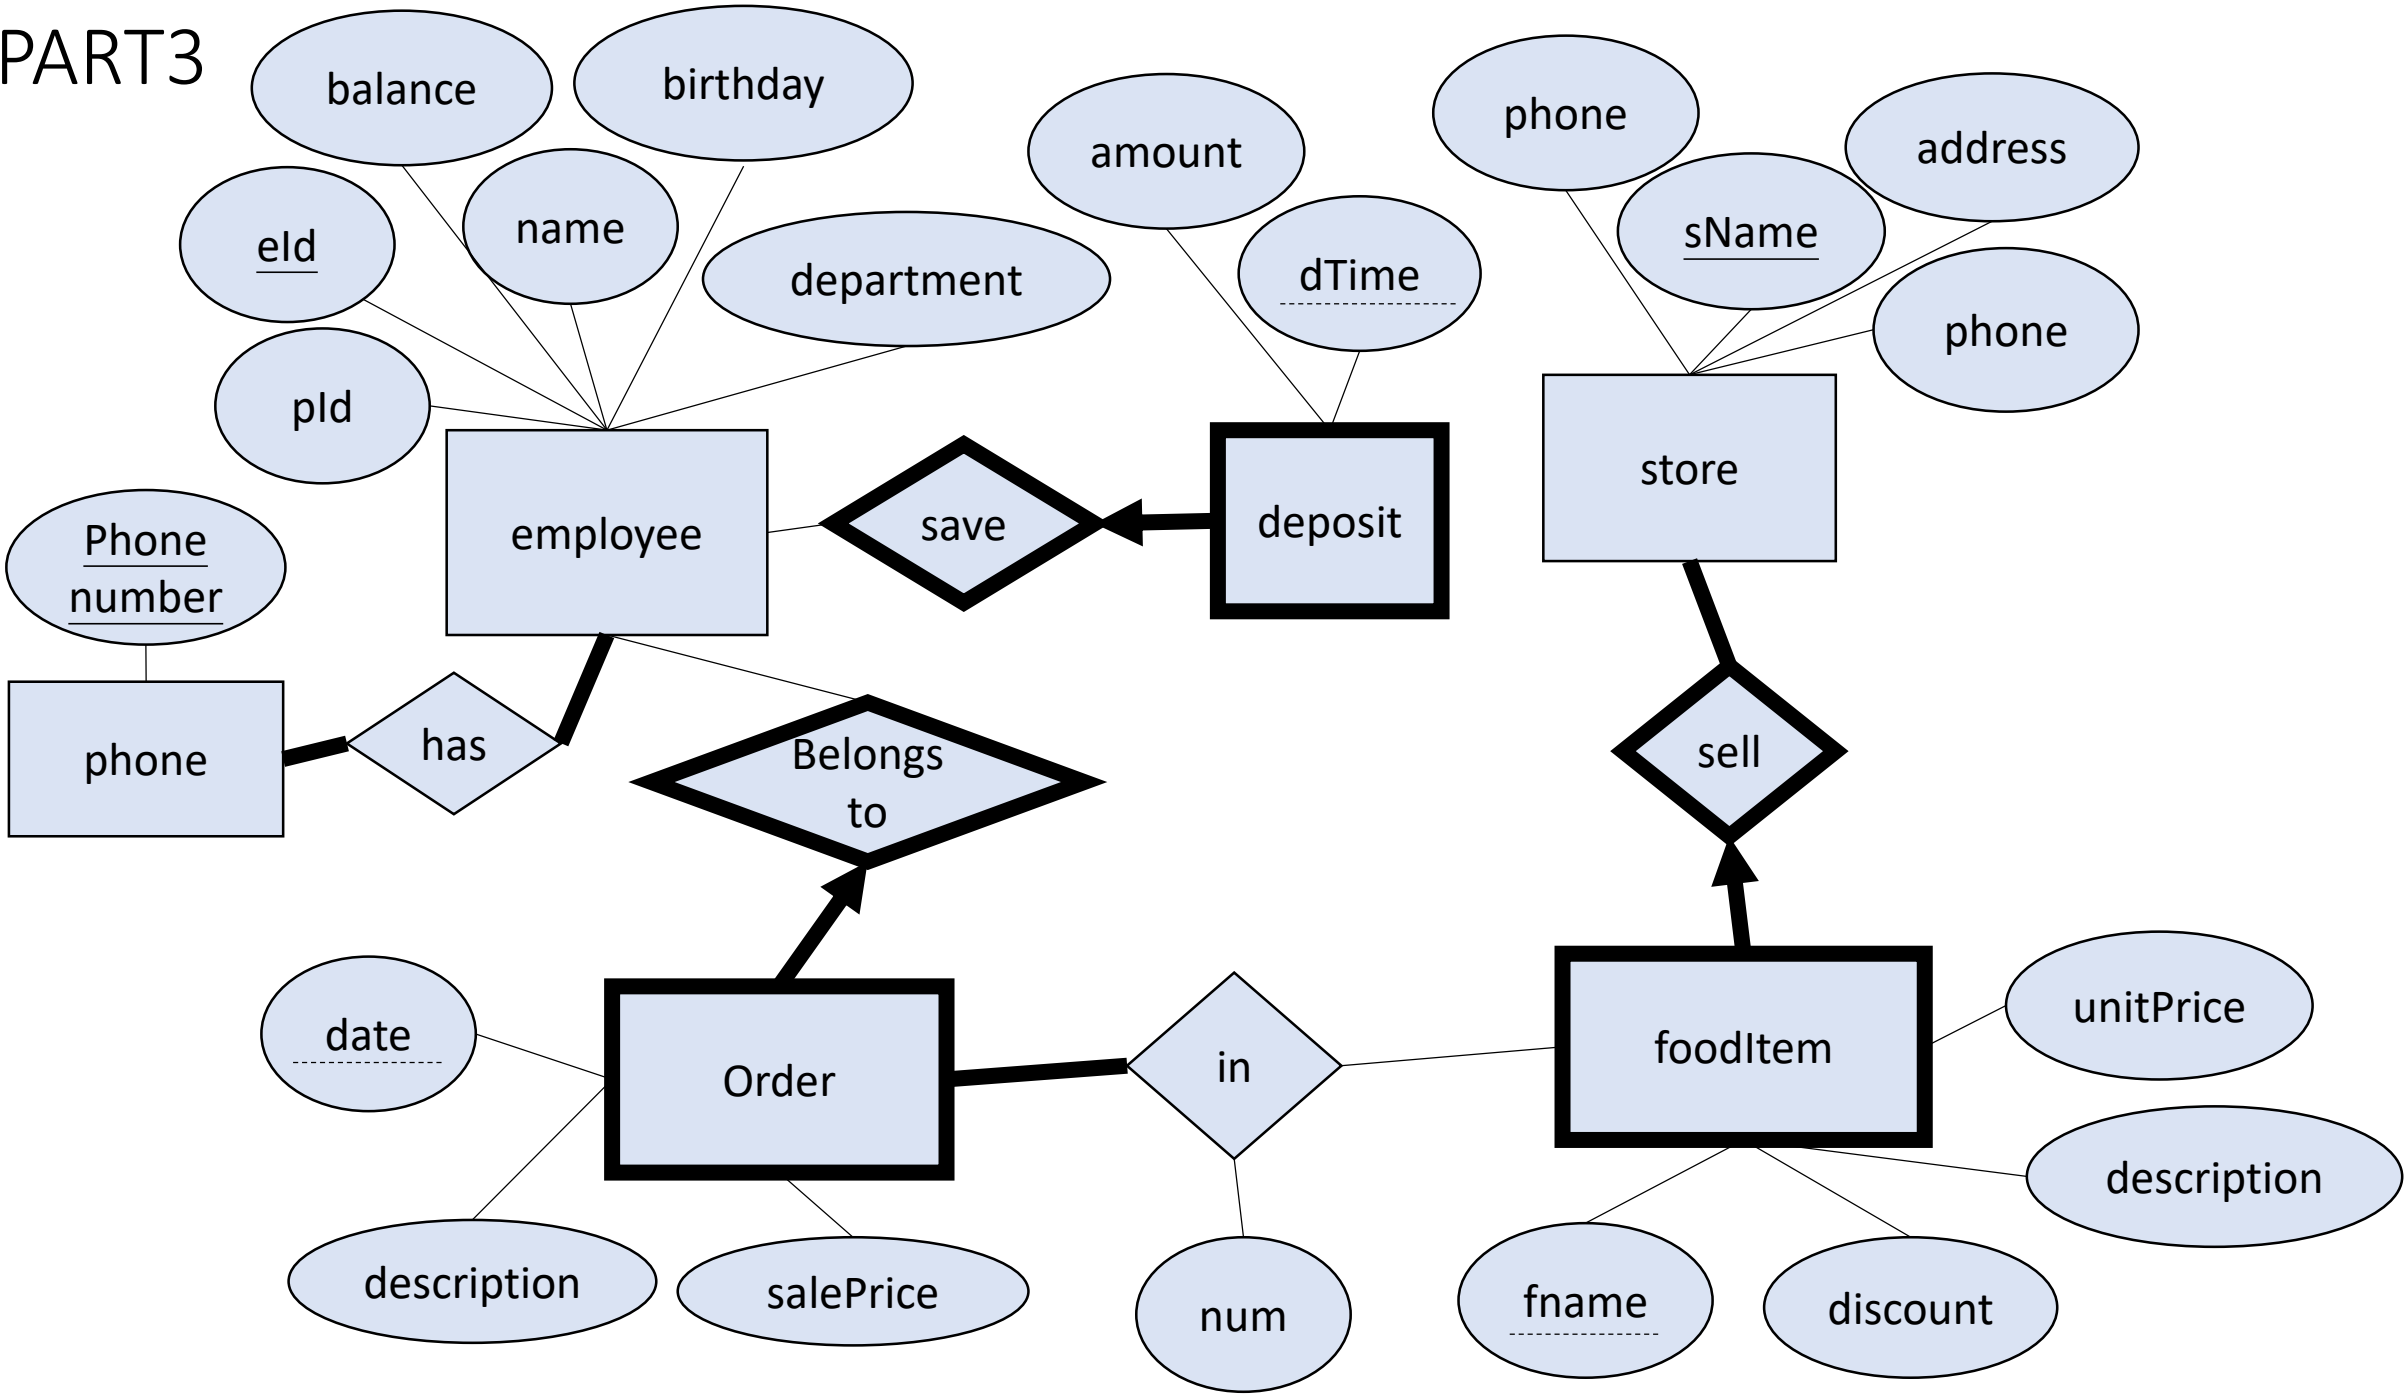 PART3
balance
birthday
phone
address
amount
name
sName
eId
department
dTime
phone
pId
store
employee
save
deposit
Phone
number
phone
has
Belongs
to
sell
unitPrice
date
Order
in
foodItem
description
description
salePrice
num
fname
discount